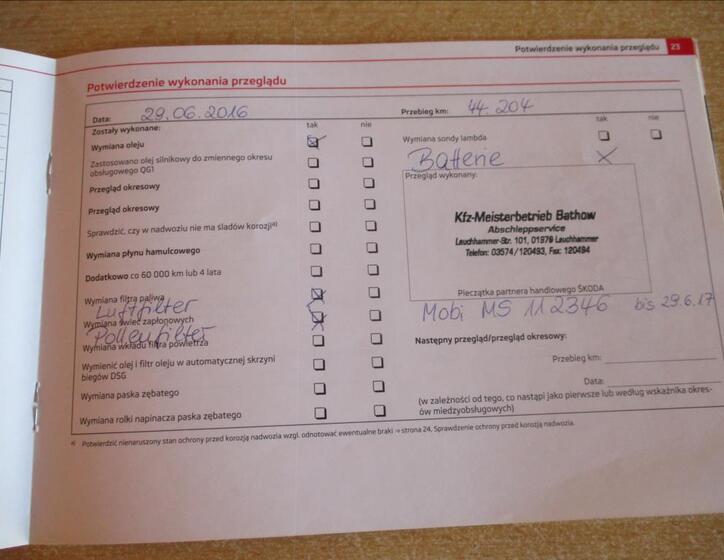 Potwierdzenie wykonania przeglądu 23
Potwierdzenie wykonania przeglądu
Data: 29.06.2016
Przebieg km: 44.204
Zostały wykonane: tak nie
tak nie
Wymiana oleju
Wymiana sondy lambda
Zastosowano olej silnikowy do zmiennego okresu
obsługowego QG1
Batterie
Przegląd wykonany:
Przegląd okresowy
Przegląd okresowy
Sprawdzić, czy w nadwoziu nie ma śladów korozji⁽ᵃ⁾
Wymiana płynu hamulcowego
Dodatkowo co 60 000 km lub 4 lata
Kfz-Meisterbetrieb Bathow
Abschleppservice
Lauchhammer-Str. 101, 01979 Lauchhammer
Telefon: 03574/120493, Fax: 120494
Pieczątka partnera handlowego ŠKODA
Wymiana filtra paliwa
Luftfilter
Mobi MS 112346 bis 29.6.17
Wymiana świec zapłonowych
Pollenfilter
Wymiana wkładu filtra powietrza
Następny przegląd/przegląd okresowy:
Wymienić olej i filtr oleju w automatycznej skrzyni
biegów DSG
Przebieg km:
Wymiana paska zębatego
Data:
(w zależności od tego, co nastąpi jako pierwsze lub według wskaźnika okres-
ów miedzyobsługowych)
Wymiana rolki napinacza paska zębatego
a) Potwierdzić nienaruszony stan ochrony przed korozją nadwozia wzgl. odnotować ewentualne braki ⇒ strona 24, Sprawdzenie ochrony przed korozją nadwozia.